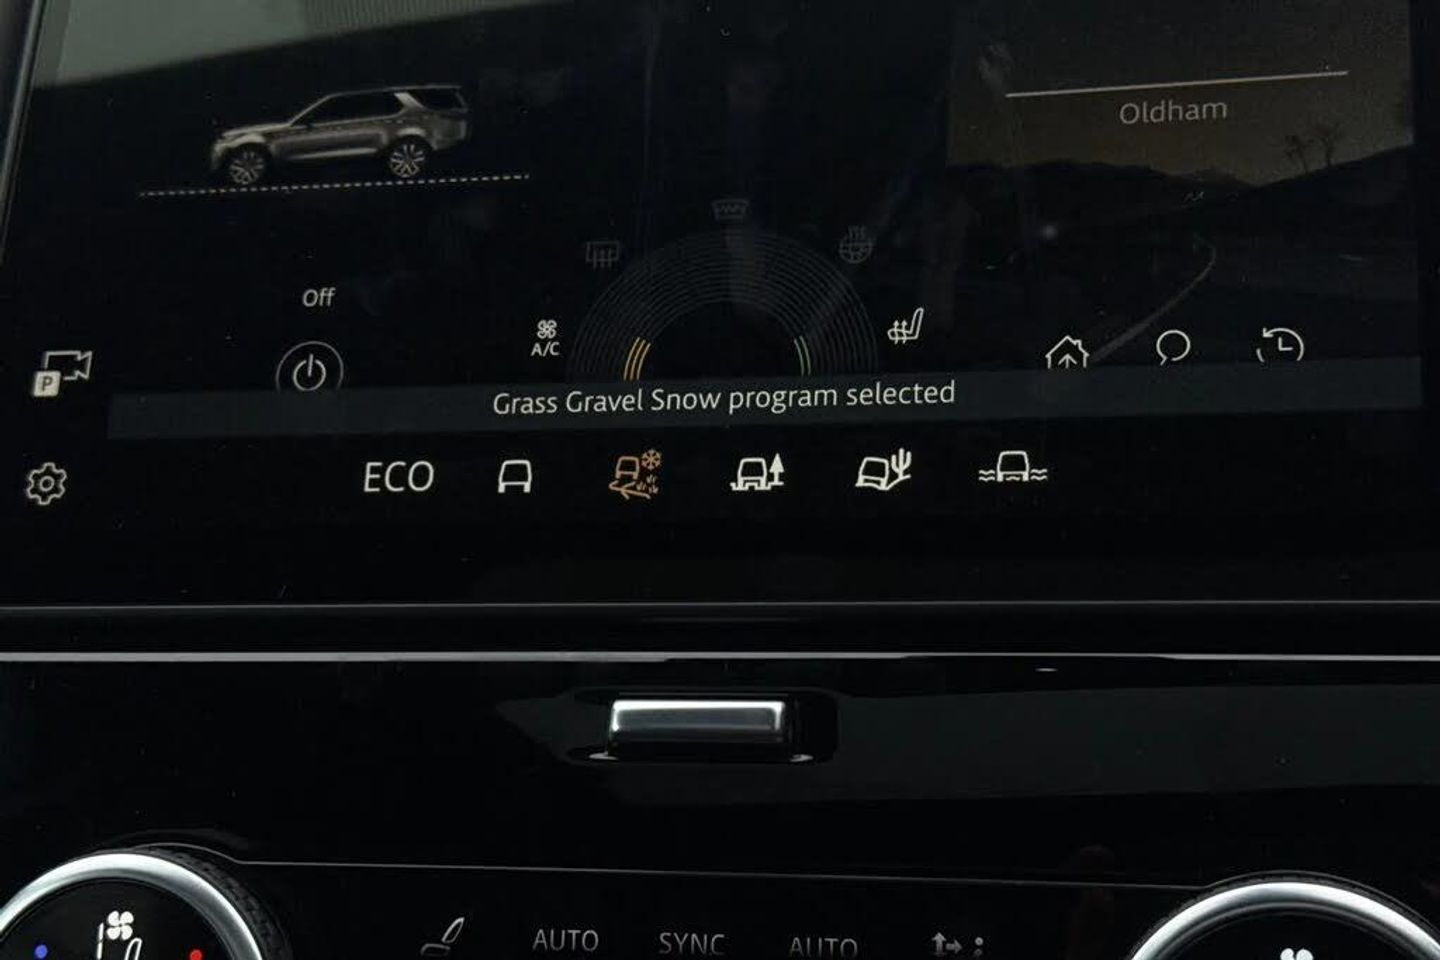 Oldham
Off
A/C
P
Grass Gravel Snow program selected
ECO
AUTO SYNC AUTO